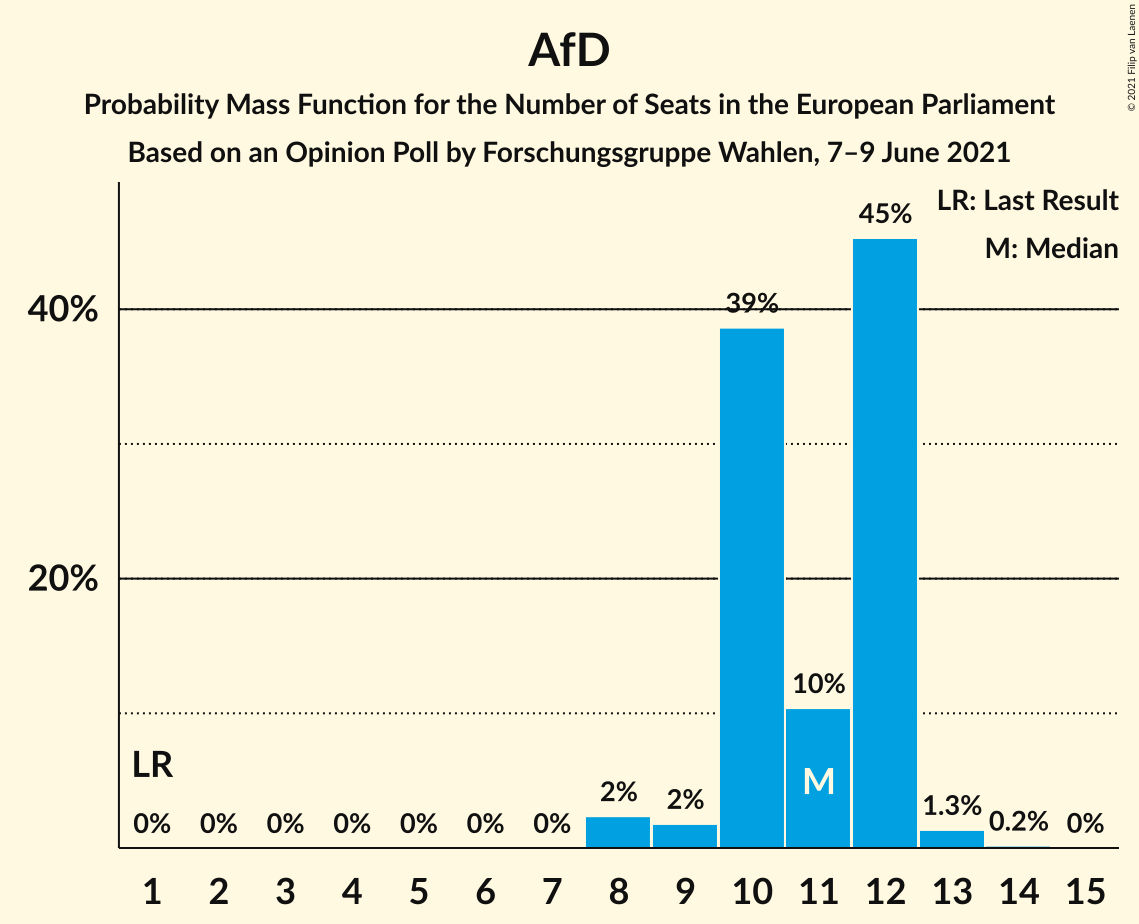 AfD
Probability Mass Function for the Number of Seats in the European Parliament
Based on an Opinion Poll by Forschungsgruppe Wahlen, 7–9 June 2021
© 2021 Filip van Laenen
LR: Last Result
M: Median
45%
39%
40%
20%
10%
LR
M
0% 0% 0% 0% 0% 0% 0% 2% 2% 1.3% 0.2% 0%
1 2 3 4 5 6 7 8 9 10 11 12 13 14 15